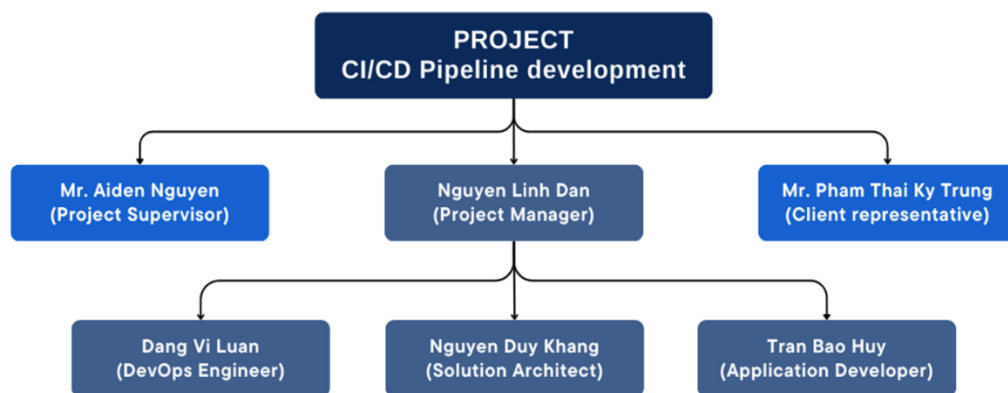 PROJECT
CI/CD Pipeline development
Mr. Aiden Nguyen
(Project Supervisor)
Nguyen Linh Dan
(Project Manager)
Mr. Pham Thai Ky Trung
(Client representative)
Dang Vi Luan
(DevOps Engineer)
Nguyen Duy Khang
(Solution Architect)
Tran Bao Huy
(Application Developer)